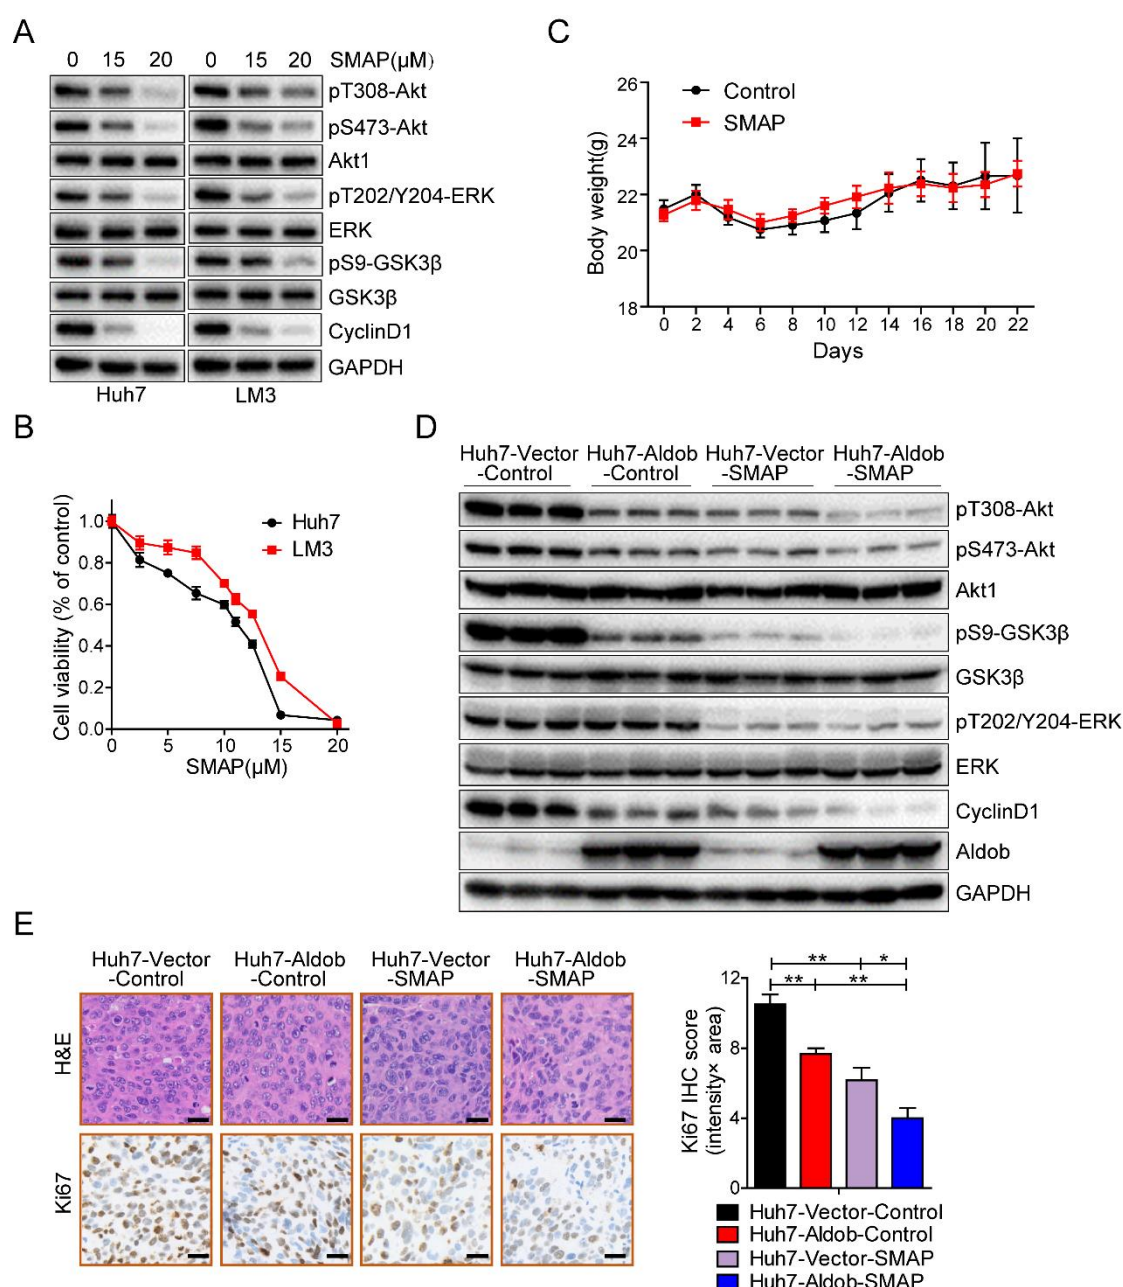 A
0 15 20 0 15 20 SMAP(μM)
pT308-Akt
pS473-Akt
Akt1
pT202/Y204-ERK
ERK
pS9-GSK3β
GSK3β
CyclinD1
GAPDH
Huh7 LM3
B
Cell viability (% of control)
1.0
0.8
0.6
0.4
0.2
0.0
0 5 10 15 20
SMAP(μM)
Huh7
LM3
C
Body weight(g)
26
24
22
20
18
0 2 4 6 8 10 12 14 16 18 20 22
Days
Control
SMAP
D
Huh7-Vector Huh7-Aldob Huh7-Vector Huh7-Aldob
-Control -Control -SMAP -SMAP
pT308-Akt
pS473-Akt
Akt1
pS9-GSK3β
GSK3β
pT202/Y204-ERK
ERK
CyclinD1
Aldob
GAPDH
E
Huh7-Vector Huh7-Aldob Huh7-Vector Huh7-Aldob
-Control -Control -SMAP -SMAP
H&E
Ki67
Ki67 IHC score
(intensity× area)
12
8
4
0
** *
** **
Huh7-Vector-Control
Huh7-Aldob-Control
Huh7-Vector-SMAP
Huh7-Aldob-SMAP